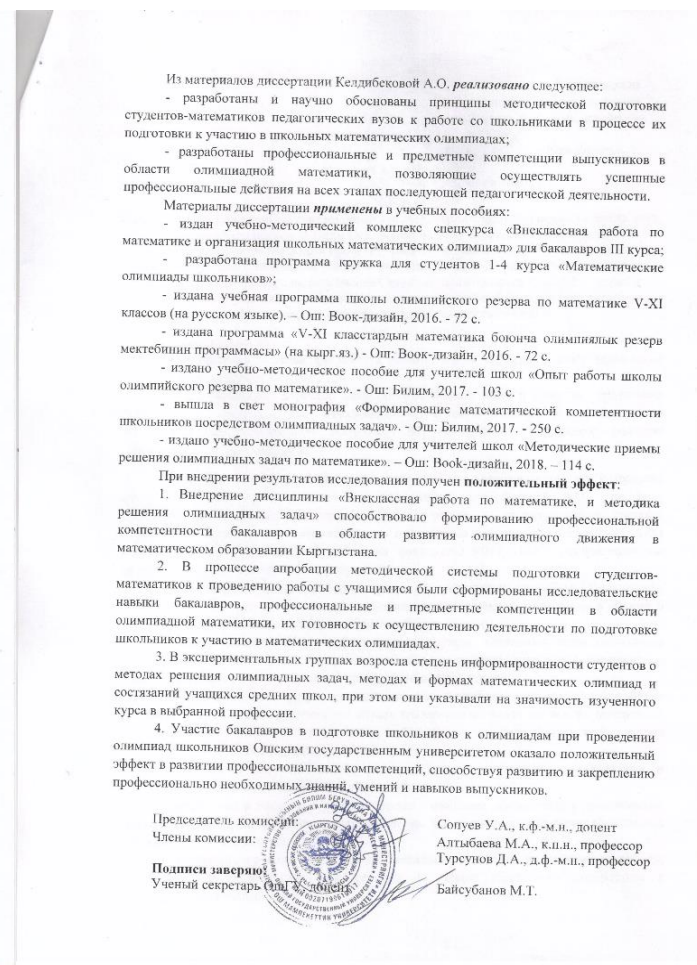 Из материалов диссертации Келдибековой А.О. реализовано следующее:
- разработаны и научно обоснованы принципы методической подготовки
студентов-математиков педагогических вузов к работе со школьниками в процессе их
подготовки к участию в школьных математических олимпиадах;
- разработаны профессиональные и предметные компетенции выпускников в
области олимпиадной математики, позволяющие осуществлять успешные
профессиональные действия на всех этапах последующей педагогической деятельности.
Материалы диссертации применены в учебных пособиях:
- издан учебно-методический комплекс спецкурса «Внеклассная работа по
математике и организация школьных математических олимпиад» для бакалавров III курса;
- разработана программа кружка для студентов 1-4 курса «Математические
олимпиады школьников»;
- издана учебная программа школы олимпийского резерва по математике V-XI
классов (на русском языке). – Ош: Воок-дизайн, 2016. - 72 с.
- издана программа «V-XI класстардын математика боюнча олимпиялык резерв
мектебинин программасы» (на кырг.яз.) - Ош: Воок-дизайн, 2016. - 72 с.
- издано учебно-методическое пособие для учителей школ «Опыт работы школы
олимпийского резерва по математике». - Ош: Билим, 2017. - 103 с.
- вышла в свет монография «Формирование математической компетентности
школьников посредством олимпиадных задач». - Ош: Билим, 2017. - 250 с.
- издано учебно-методическое пособие для учителей школ «Методические приемы
решения олимпиадных задач по математике». – Ош: Book-дизайн, 2018. – 114 с.
При внедрении результатов исследования получен положительный эффект:
1. Внедрение дисциплины «Внеклассная работа по математике, и методика
решения олимпиадных задач» способствовало формированию профессиональной
компетентности бакалавров в области развития олимпиадного движения в
математическом образовании Кыргызстана.
2. В процессе апробации методической системы подготовки студентов-
математиков к проведению работы с учащимися были сформированы исследовательские
навыки бакалавров, профессиональные и предметные компетенции в области
олимпиадной математики, их готовность к осуществлению деятельности по подготовке
школьников к участию в математических олимпиадах.
3. В экспериментальных группах возросла степень информированности студентов о
методах решения олимпиадных задач, методах и формах математических олимпиад и
состязаний учащихся средних школ, при этом они указывали на значимость изученного
курса в выбранной профессии.
4. Участие бакалавров в подготовке школьников к олимпиадам при проведении
олимпиад школьников Ошским государственным университетом оказало положительный
эффект в развитии профессиональных компетенций, способствуя развитию и закреплению
профессионально необходимых знаний, умений и навыков выпускников.
Председатель комиссии: Сопуев У.А., к.ф.-м.н., доцент
Члены комиссии: Алтыбаева М.А., к.п.н., профессор
Турсунов Д.А., д.ф.-м.н., профессор
Подписи заверяю:
Ученый секретарь ОшГУ, доцент Байсубанов М.Т.